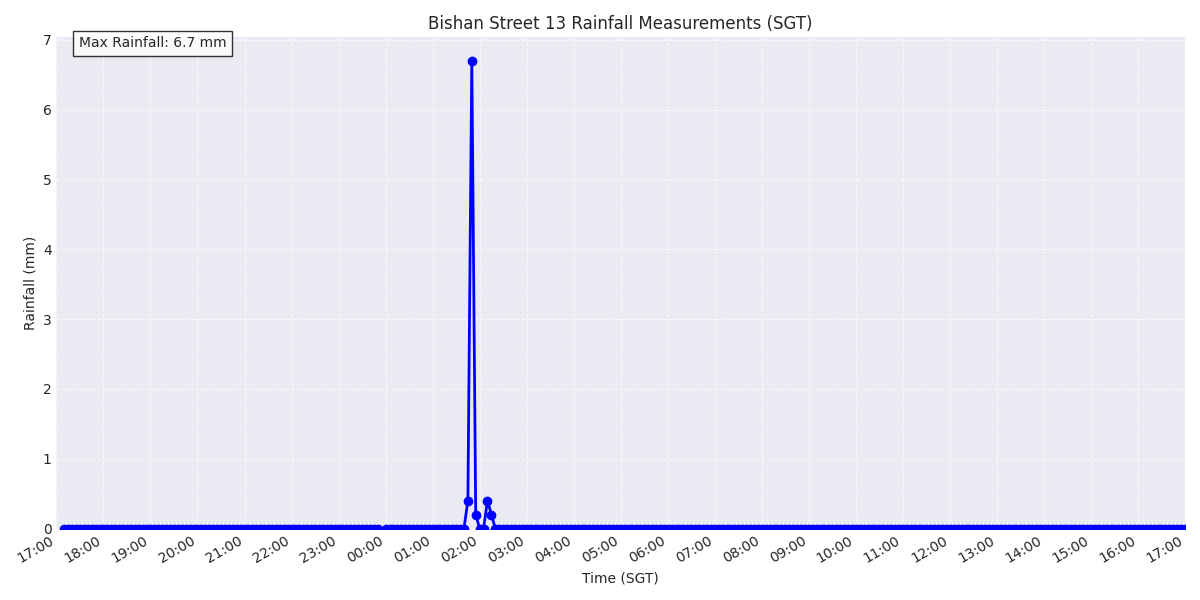 Bishan Street 13 Rainfall Measurements (SGT)
Max Rainfall: 6.7 mm
7
6
5
4
3
2
1
0
Rainfall (mm)
17:00 18:00 19:00 20:00 21:00 22:00 23:00 00:00 01:00 02:00 03:00 04:00 05:00 06:00 07:00 08:00 09:00 10:00 11:00 12:00 13:00 14:00 15:00 16:00 17:00
Time (SGT)